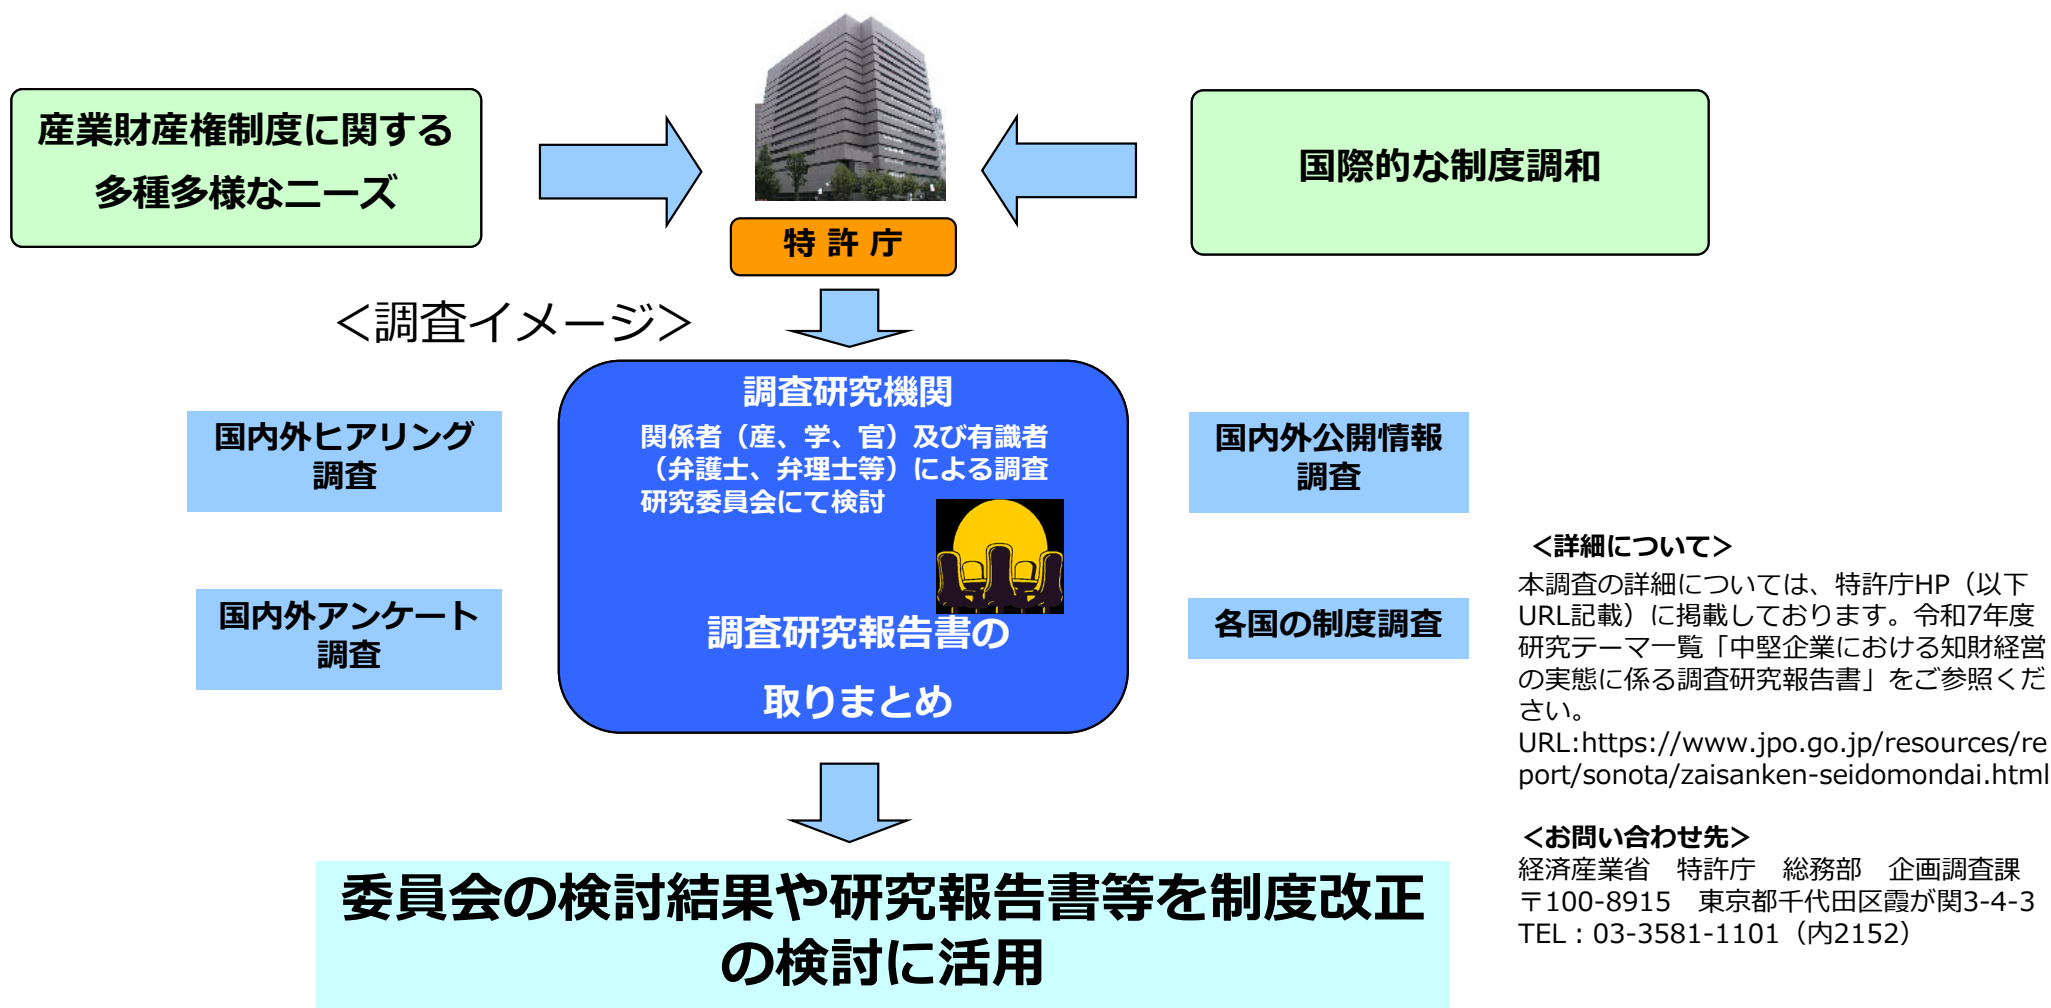 産業財産権制度に関する
多種多様なニーズ
国際的な制度調和
特 許 庁
＜調査イメージ＞
調査研究機関
関係者（産、学、官）及び有識者
（弁護士、弁理士等）による調査
研究委員会にて検討
調査研究報告書の
取りまとめ
国内外ヒアリング
調査
国内外アンケート
調査
国内外公開情報
調査
各国の制度調査
＜詳細について＞
本調査の詳細については、特許庁HP（以下
URL記載）に掲載しております。令和7年度
研究テーマ一覧「中堅企業における知財経営
の実態に係る調査研究報告書」をご参照くだ
さい。
URL:https://www.jpo.go.jp/resources/re
port/sonota/zaisanken-seidomondai.html
＜お問い合わせ先＞
経済産業省　特許庁　総務部　企画調査課
〒100-8915　東京都千代田区霞が関3-4-3
TEL：03-3581-1101（内2152）
委員会の検討結果や研究報告書等を制度改正
の検討に活用